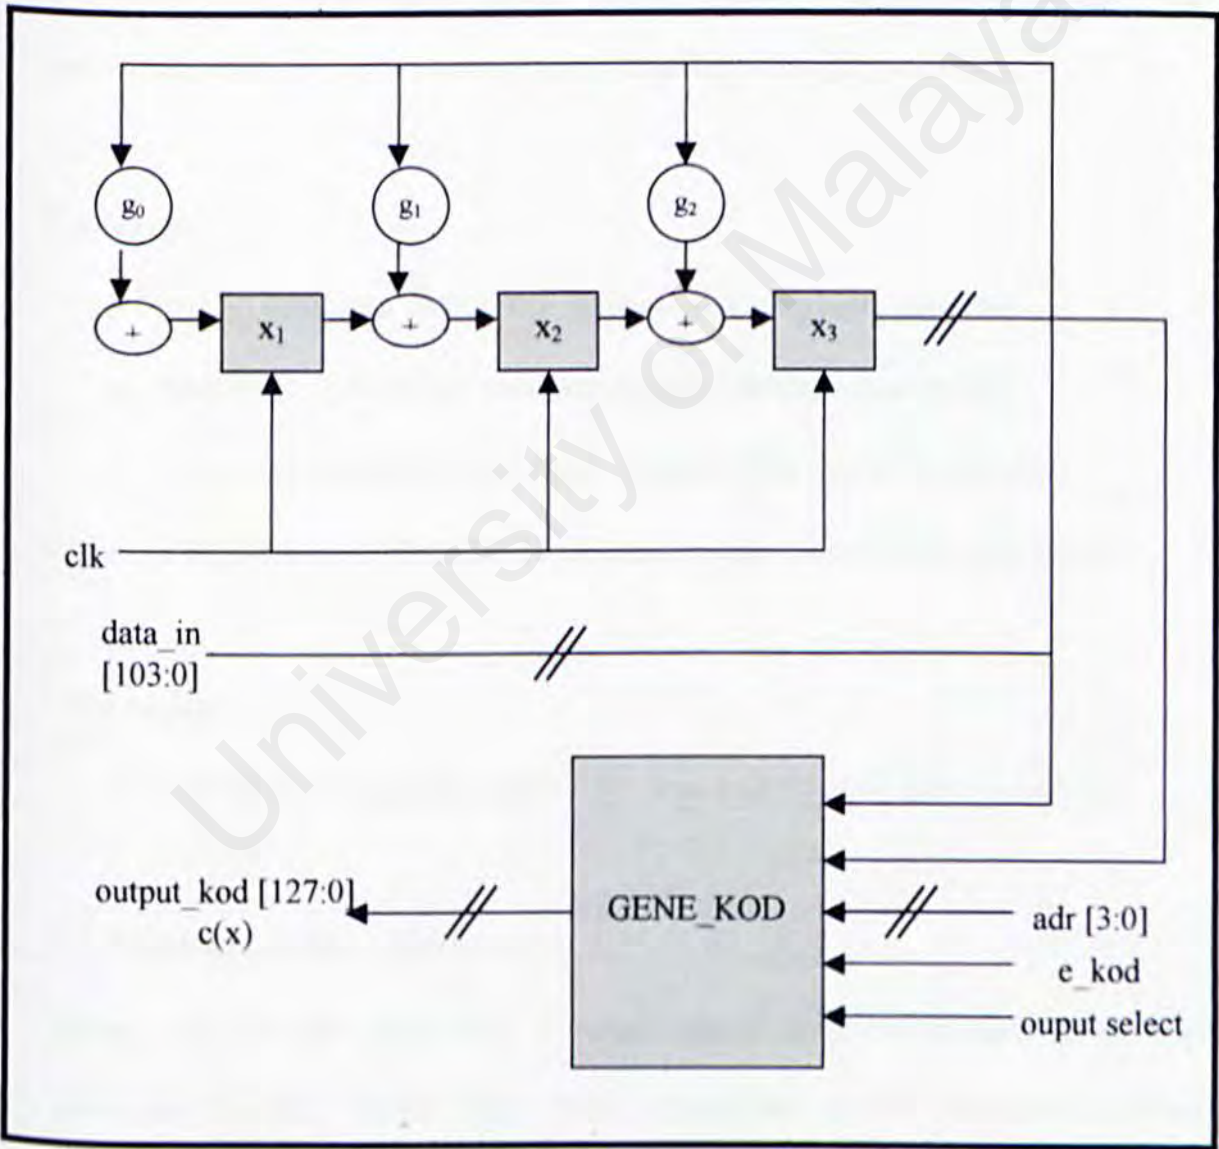 g₀
g₁
g₂
+
x₁
+
x₂
+
x₃
clk
data_in
[103:0]
output_kod [127:0]
c(x)
GENE_KOD
adr [3:0]
e_kod
ouput select
University of Malaya